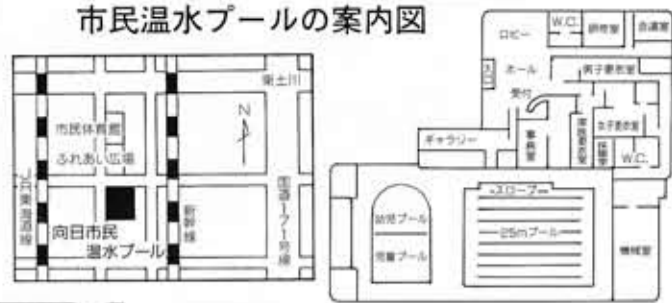 市民温水プールの案内図
東土川
市民体育館
ふれあい広場
N
JR東海道線
向日市民
温水プール
新幹線
国道171号線
ロビー
W.C.
研修室
会議室
ホール
男子更衣室
受付
ギャラリー
事務室
女子更衣室
W.C.
スロープ
幼児プール
25mプール
児童プール
機械室